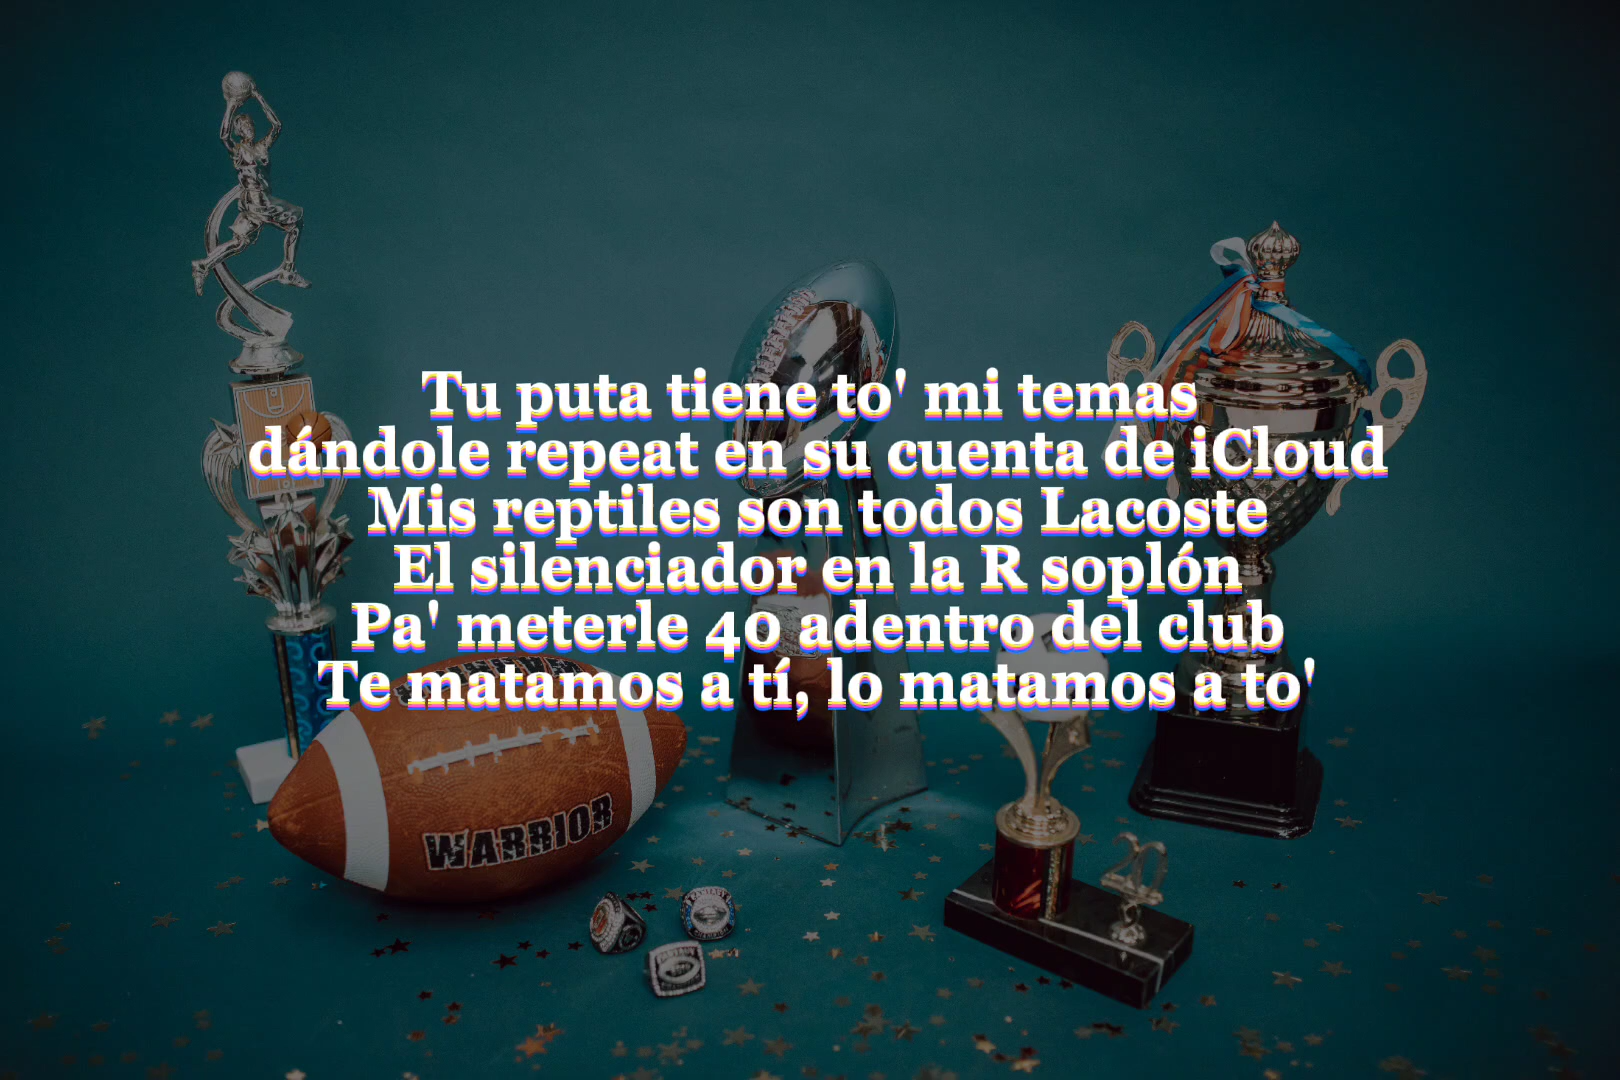 Tu puta tiene to' mi temas
dándole repeat en su cuenta de iCloud
Mis reptiles son todos Lacoste
El silenciador en la R soplón
Pa' meterle 40 adentro del club
Te matamos a tí, lo matamos a to'
WARRIOR
20